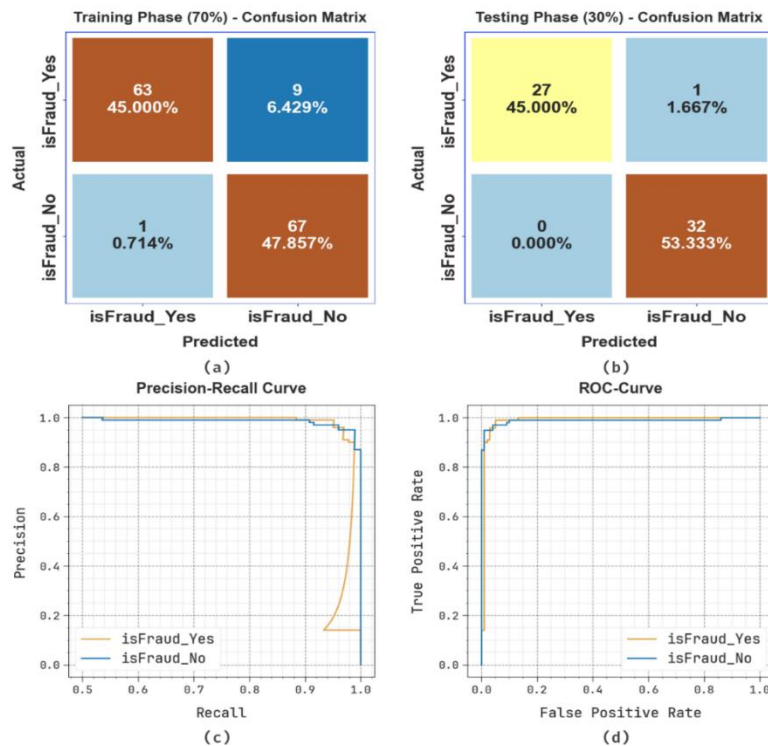 Training Phase (70%) - Confusion Matrix
Actual
isFraud_Yes
isFraud_No
63
45.000%
9
6.429%
1
0.714%
67
47.857%
isFraud_Yes
isFraud_No
Predicted
(a)
Testing Phase (30%) - Confusion Matrix
Actual
isFraud_Yes
isFraud_No
27
45.000%
1
1.667%
0
0.000%
32
53.333%
isFraud_Yes
isFraud_No
Predicted
(b)
Precision-Recall Curve
Precision
1.0
0.8
0.6
0.4
0.2
0.0
isFraud_Yes
isFraud_No
0.5
0.6
0.7
0.8
0.9
1.0
Recall
(c)
ROC-Curve
True Positive Rate
1.0
0.8
0.6
0.4
0.2
0.0
isFraud_Yes
isFraud_No
0.0
0.2
0.4
0.6
0.8
1.0
False Positive Rate
(d)